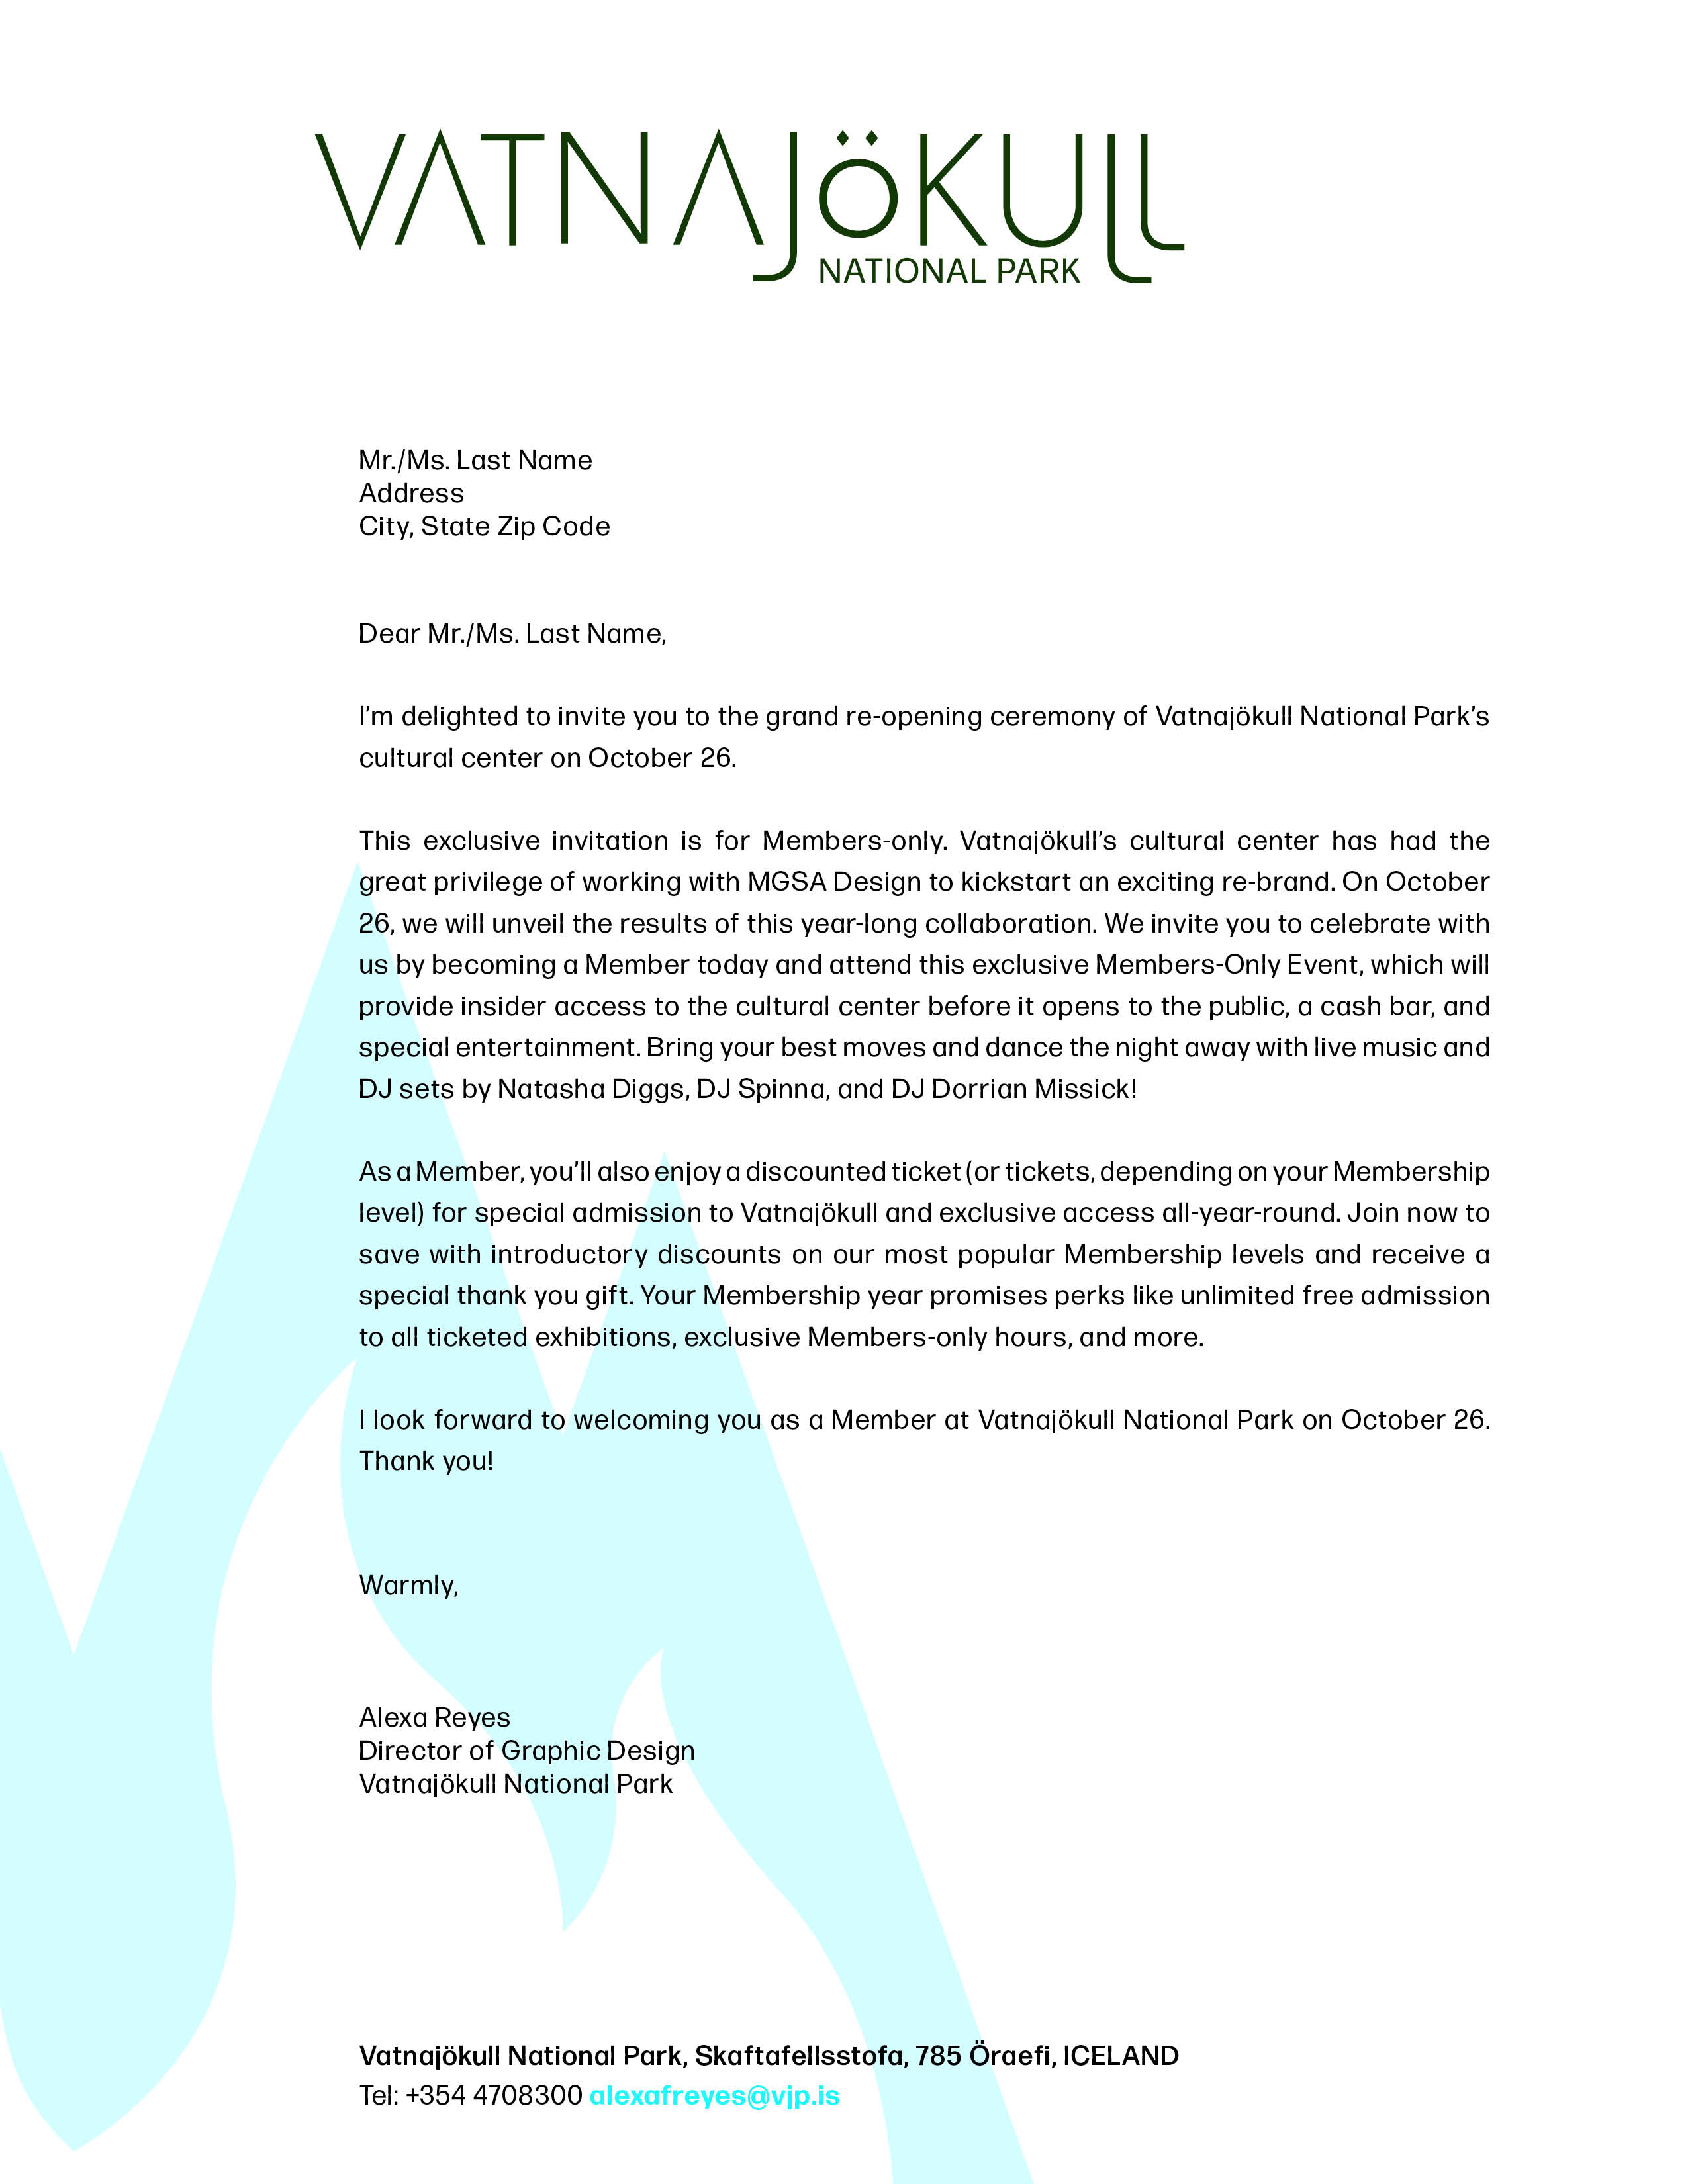 VATNAJÖKULL
NATIONAL PARK
Mr./Ms. Last Name
Address
City, State Zip Code
Dear Mr./Ms. Last Name,
I’m delighted to invite you to the grand re-opening ceremony of Vatnajökull National Park’s
cultural center on October 26.
This exclusive invitation is for Members-only. Vatnajökull’s cultural center has had the
great privilege of working with MGSA Design to kickstart an exciting re-brand. On October
26, we will unveil the results of this year-long collaboration. We invite you to celebrate with
us by becoming a Member today and attend this exclusive Members-Only Event, which will
provide insider access to the cultural center before it opens to the public, a cash bar, and
special entertainment. Bring your best moves and dance the night away with live music and
DJ sets by Natasha Diggs, DJ Spinna, and DJ Dorrian Missick!
As a Member, you’ll also enjoy a discounted ticket (or tickets, depending on your Membership
level) for special admission to Vatnajökull and exclusive access all-year-round. Join now to
save with introductory discounts on our most popular Membership levels and receive a
special thank you gift. Your Membership year promises perks like unlimited free admission
to all ticketed exhibitions, exclusive Members-only hours, and more.
I look forward to welcoming you as a Member at Vatnajökull National Park on October 26.
Thank you!
Warmly,
Alexa Reyes
Director of Graphic Design
Vatnajökull National Park
Vatnajökull National Park, Skaftafellsstofa, 785 Öraefi, ICELAND
Tel: +354 4708300 alexafreyes@vjp.is